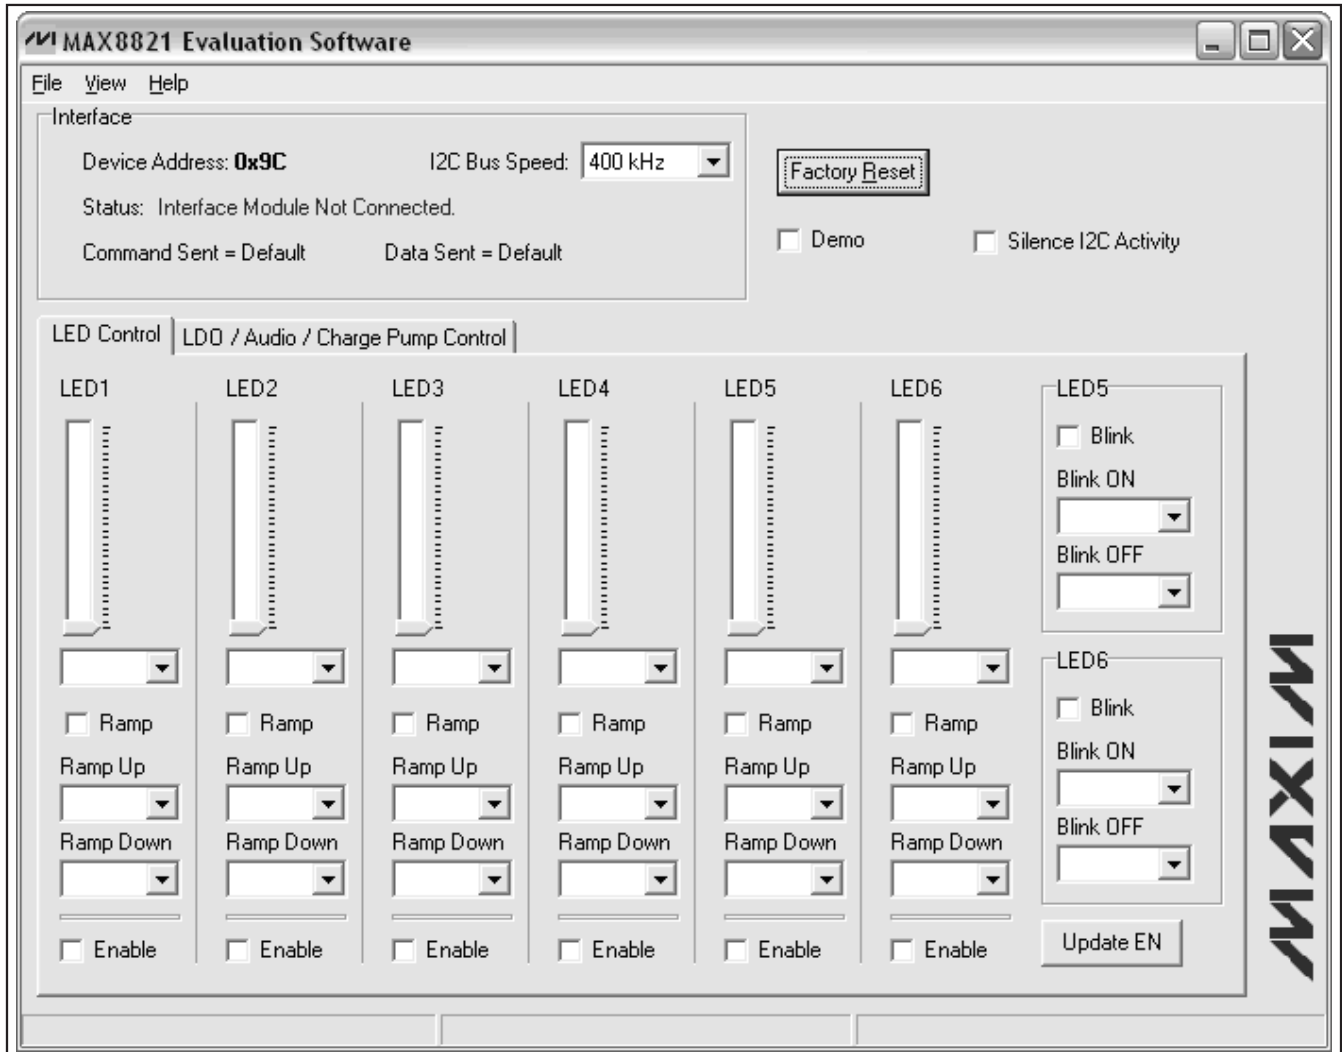 MAX8821 Evaluation Software
File View Help
Interface
Device Address: 0x9C I2C Bus Speed: 400 kHz
Status: Interface Module Not Connected.
Command Sent = Default Data Sent = Default
Factory Reset
Demo Silence I2C Activity
LED Control LDO / Audio / Charge Pump Control
LED1 LED2 LED3 LED4 LED5 LED6
Ramp Ramp Ramp Ramp Ramp Ramp
Ramp Up Ramp Up Ramp Up Ramp Up Ramp Up Ramp Up
Ramp Down Ramp Down Ramp Down Ramp Down Ramp Down Ramp Down
Enable Enable Enable Enable Enable Enable
LED5
Blink
Blink ON
Blink OFF
LED6
Blink
Blink ON
Blink OFF
Update EN
MAXIM